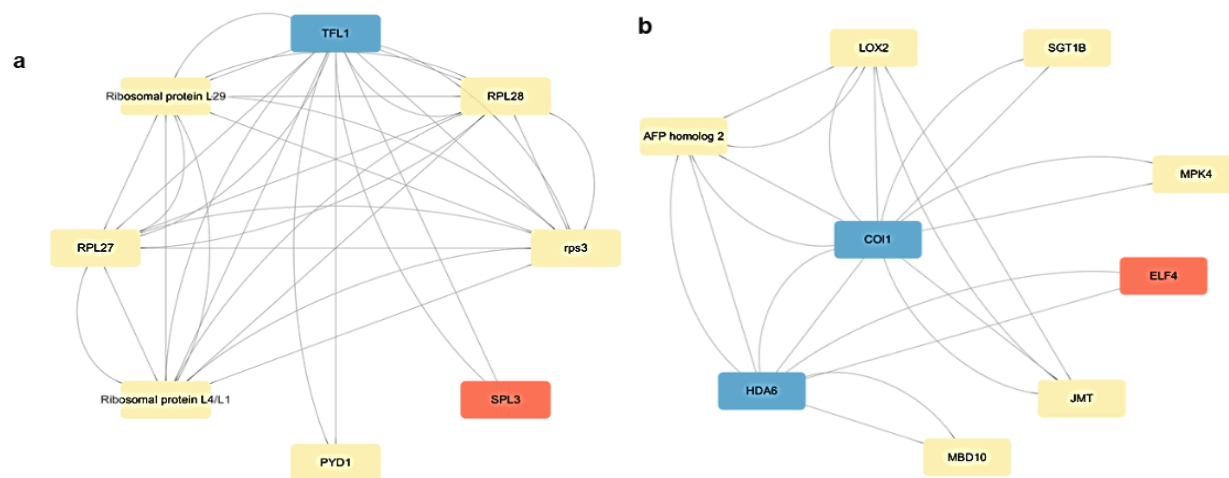 a
TFL1
Ribosomal protein L29
RPL28
RPL27
rps3
Ribosomal protein L4/L1
SPL3
PYD1
b
LOX2
SGT1B
AFP homolog 2
MPK4
COI1
ELF4
HDA6
JMT
MBD10